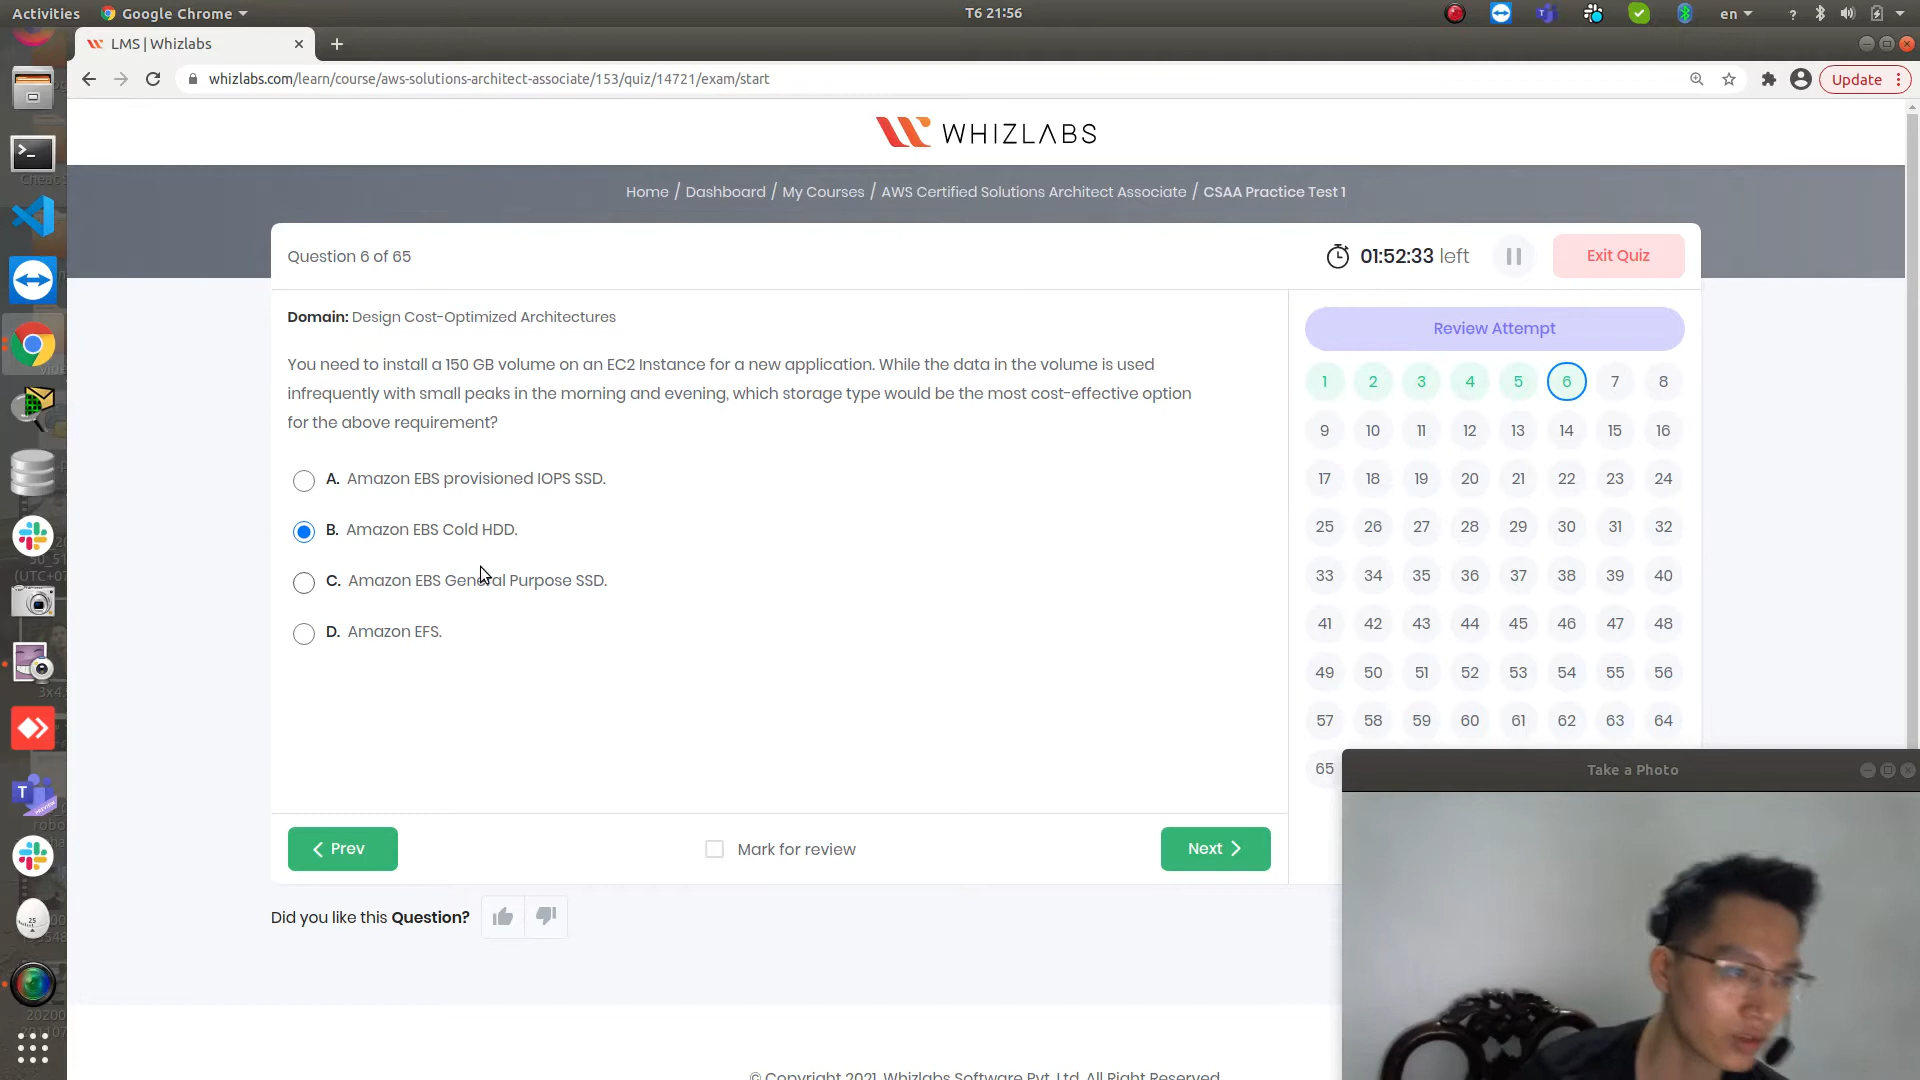 Activities
Google Chrome
T6 21:56
en
LMS | Whizlabs
whizlabs.com/learn/course/aws-solutions-architect-associate/153/quiz/14721/exam/start
Update
WHIZLABS
Home / Dashboard / My Courses / AWS Certified Solutions Architect Associate / CSAA Practice Test 1
Question 6 of 65
01:52:33 left
Exit Quiz
Domain: Design Cost-Optimized Architectures
You need to install a 150 GB volume on an EC2 Instance for a new application. While the data in the volume is used
infrequently with small peaks in the morning and evening, which storage type would be the most cost-effective option
for the above requirement?
A. Amazon EBS provisioned IOPS SSD.
B. Amazon EBS Cold HDD.
C. Amazon EBS General Purpose SSD.
D. Amazon EFS.
Prev
Mark for review
Next
Did you like this Question?
Review Attempt
1 2 3 4 5 6 7 8
9 10 11 12 13 14 15 16
17 18 19 20 21 22 23 24
25 26 27 28 29 30 31 32
33 34 35 36 37 38 39 40
41 42 43 44 45 46 47 48
49 50 51 52 53 54 55 56
57 58 59 60 61 62 63 64
65
Take a Photo
© Copyright 2021. Whizlabs Software Pvt. Ltd. All Right Reserved.